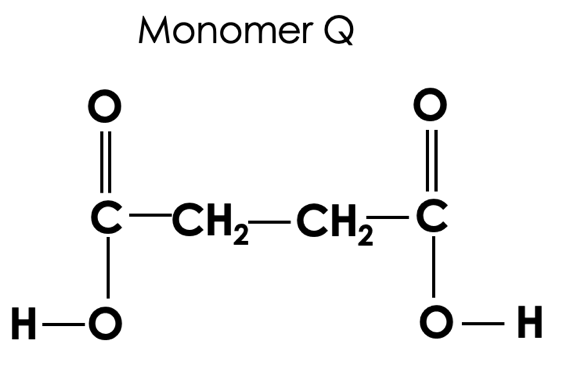 Monomer Q
O O
C CH₂ CH₂ C
H O O H